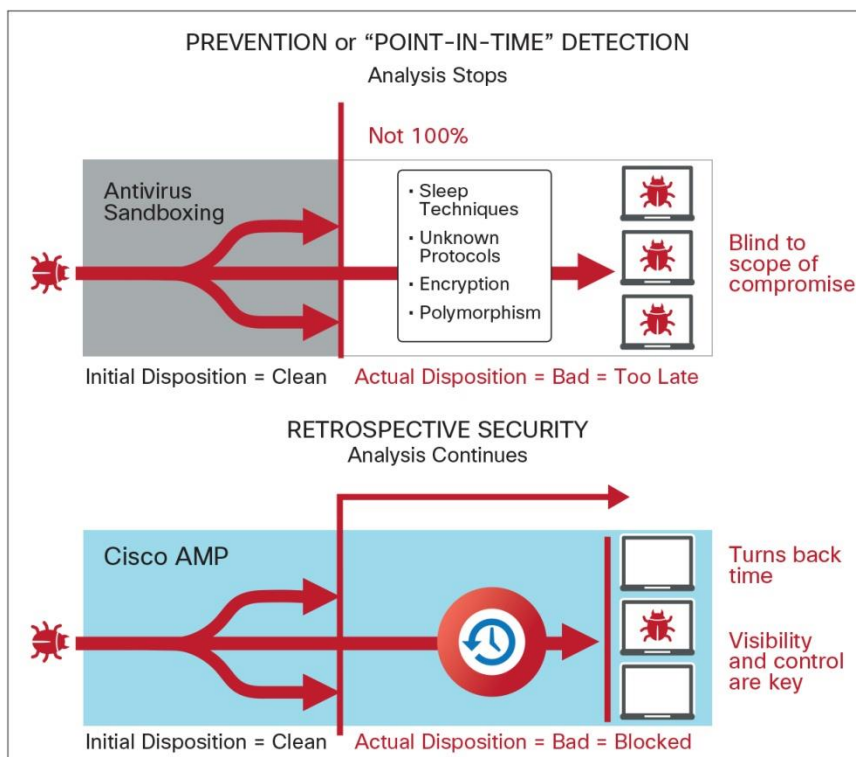 PREVENTION or “POINT-IN-TIME” DETECTION
Analysis Stops
Not 100%
Antivirus
Sandboxing
· Sleep
Techniques
· Unknown
Protocols
· Encryption
· Polymorphism
Blind to
scope of
compromise
Initial Disposition = Clean
Actual Disposition = Bad = Too Late
RETROSPECTIVE SECURITY
Analysis Continues
Cisco AMP
Turns back
time
Visibility
and control
are key
Initial Disposition = Clean
Actual Disposition = Bad = Blocked